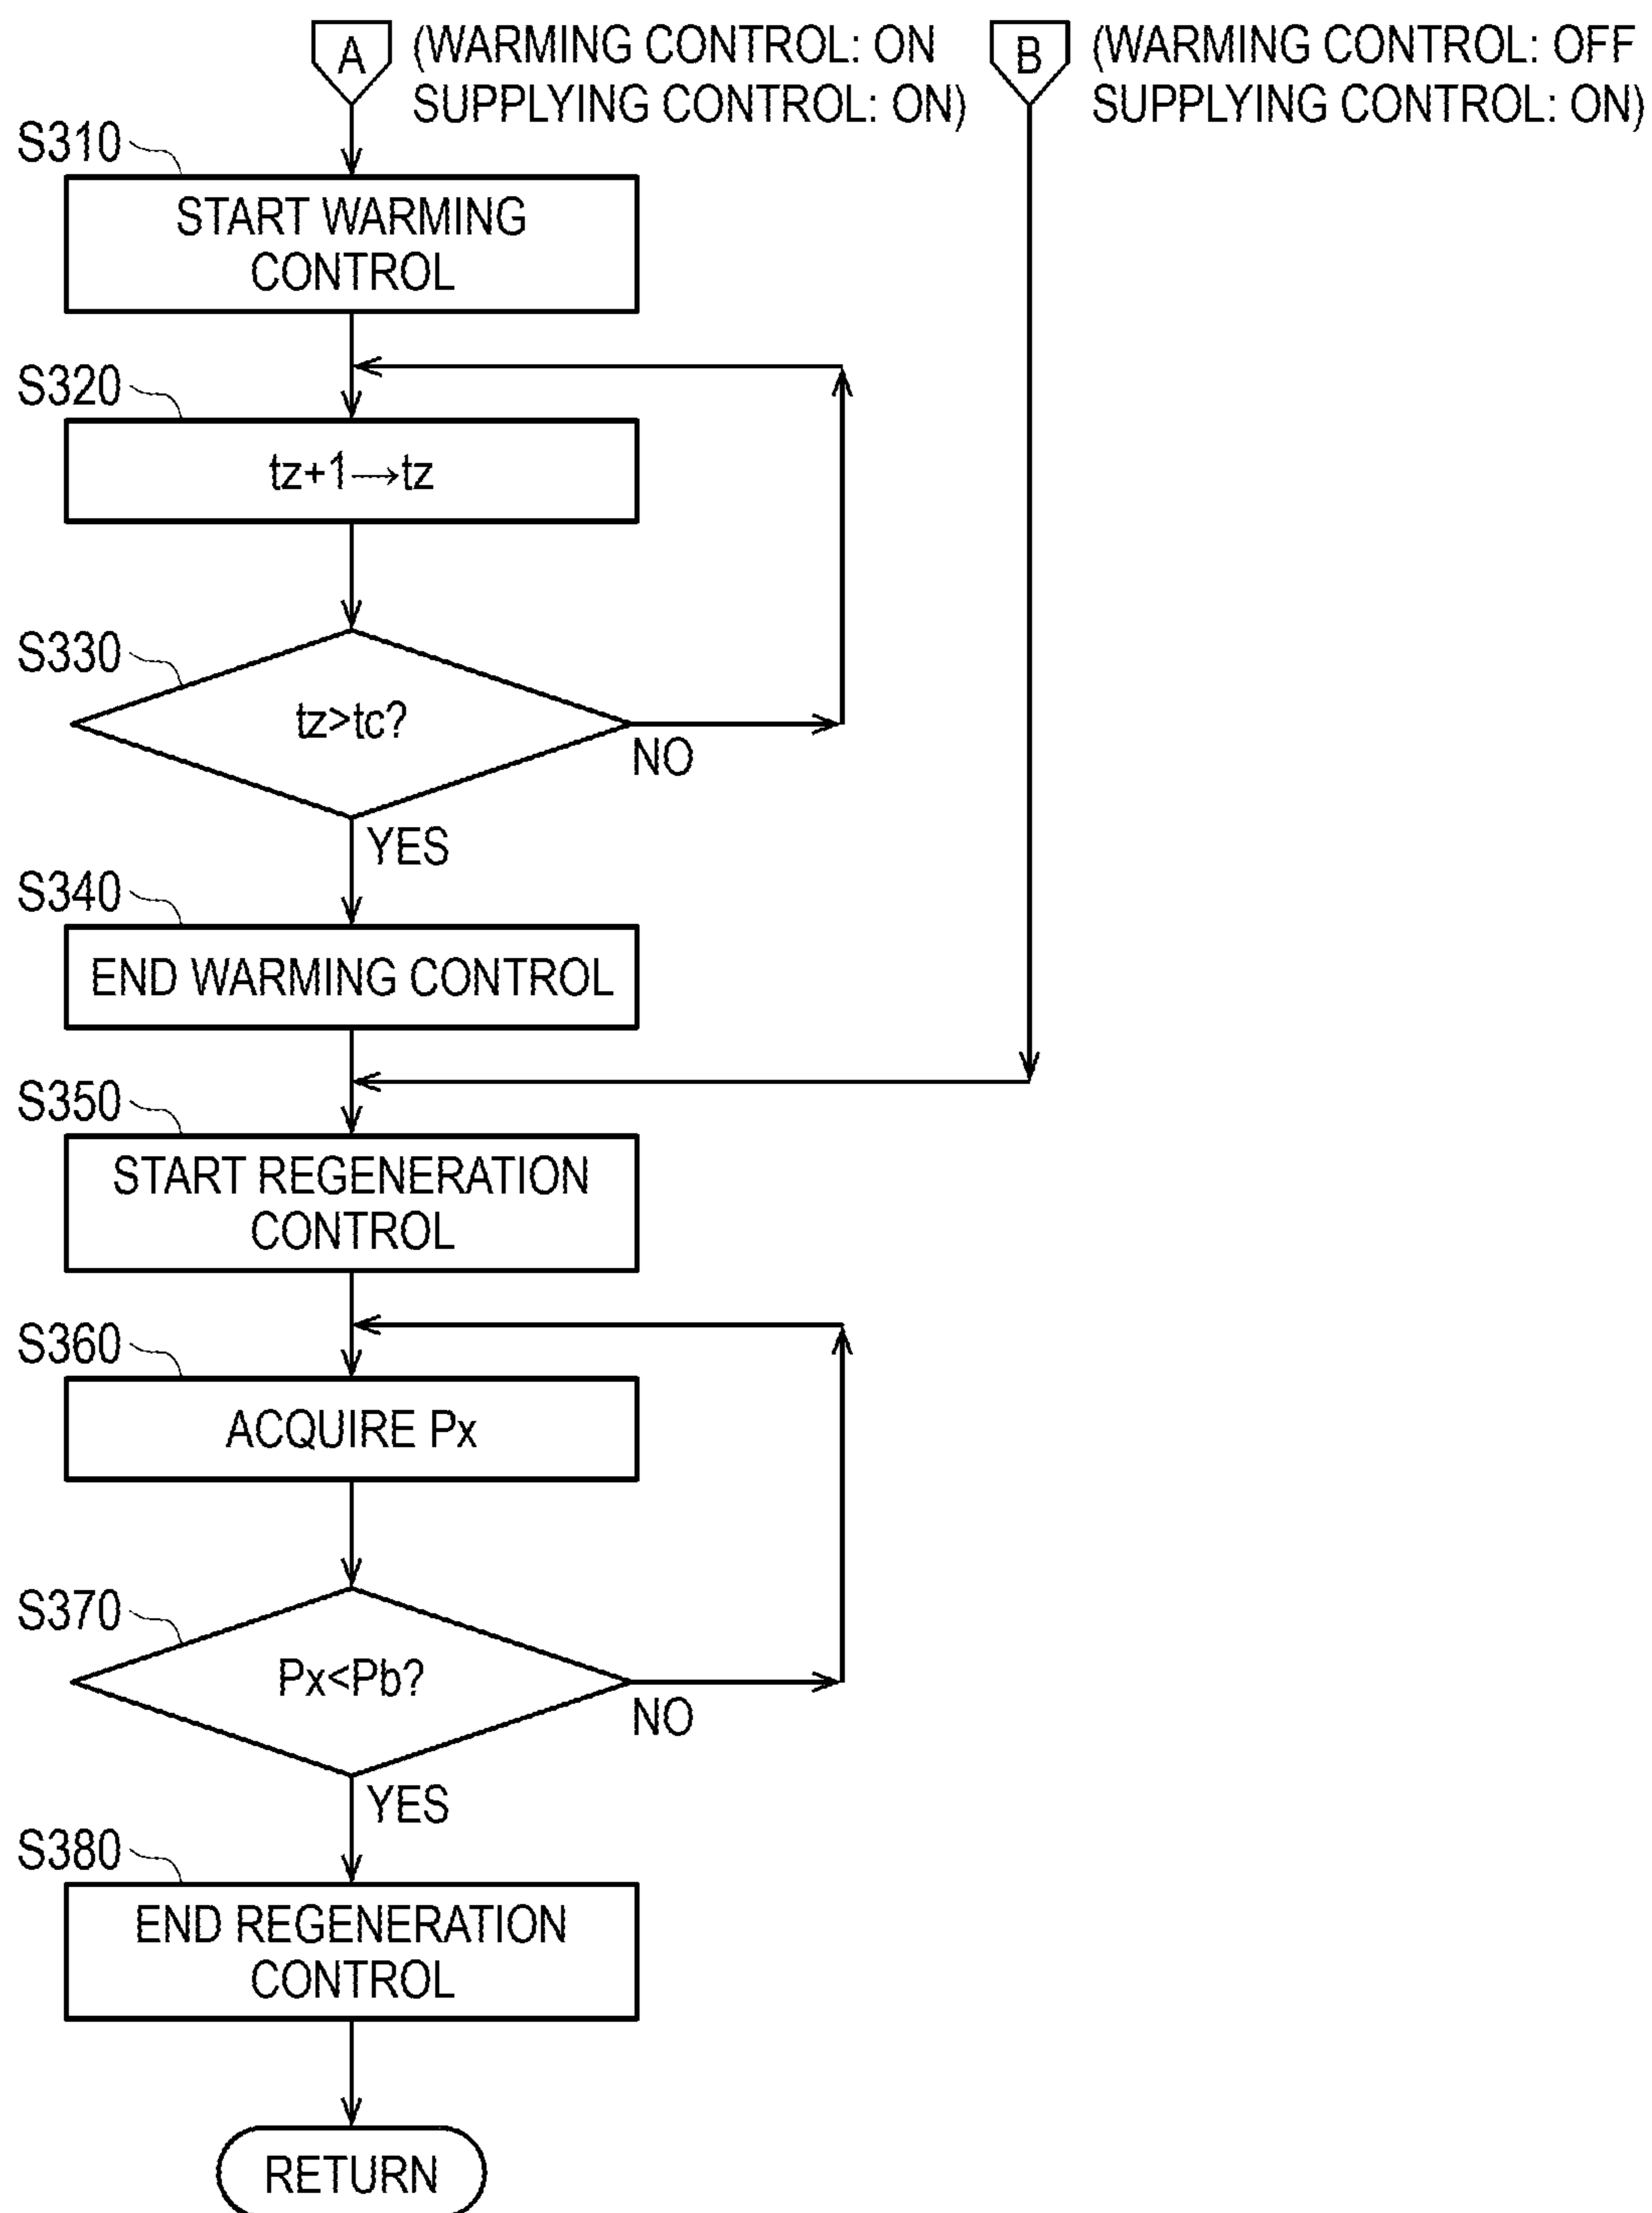 A
(WARMING CONTROL: ON
SUPPLYING CONTROL: ON)
B
(WARMING CONTROL: OFF
SUPPLYING CONTROL: ON)
S310
START WARMING
CONTROL
S320
tz+1→tz
S330
tz>tc?
NO
YES
S340
END WARMING CONTROL
S350
START REGENERATION
CONTROL
S360
ACQUIRE Px
S370
Px<Pb?
NO
YES
S380
END REGENERATION
CONTROL
RETURN